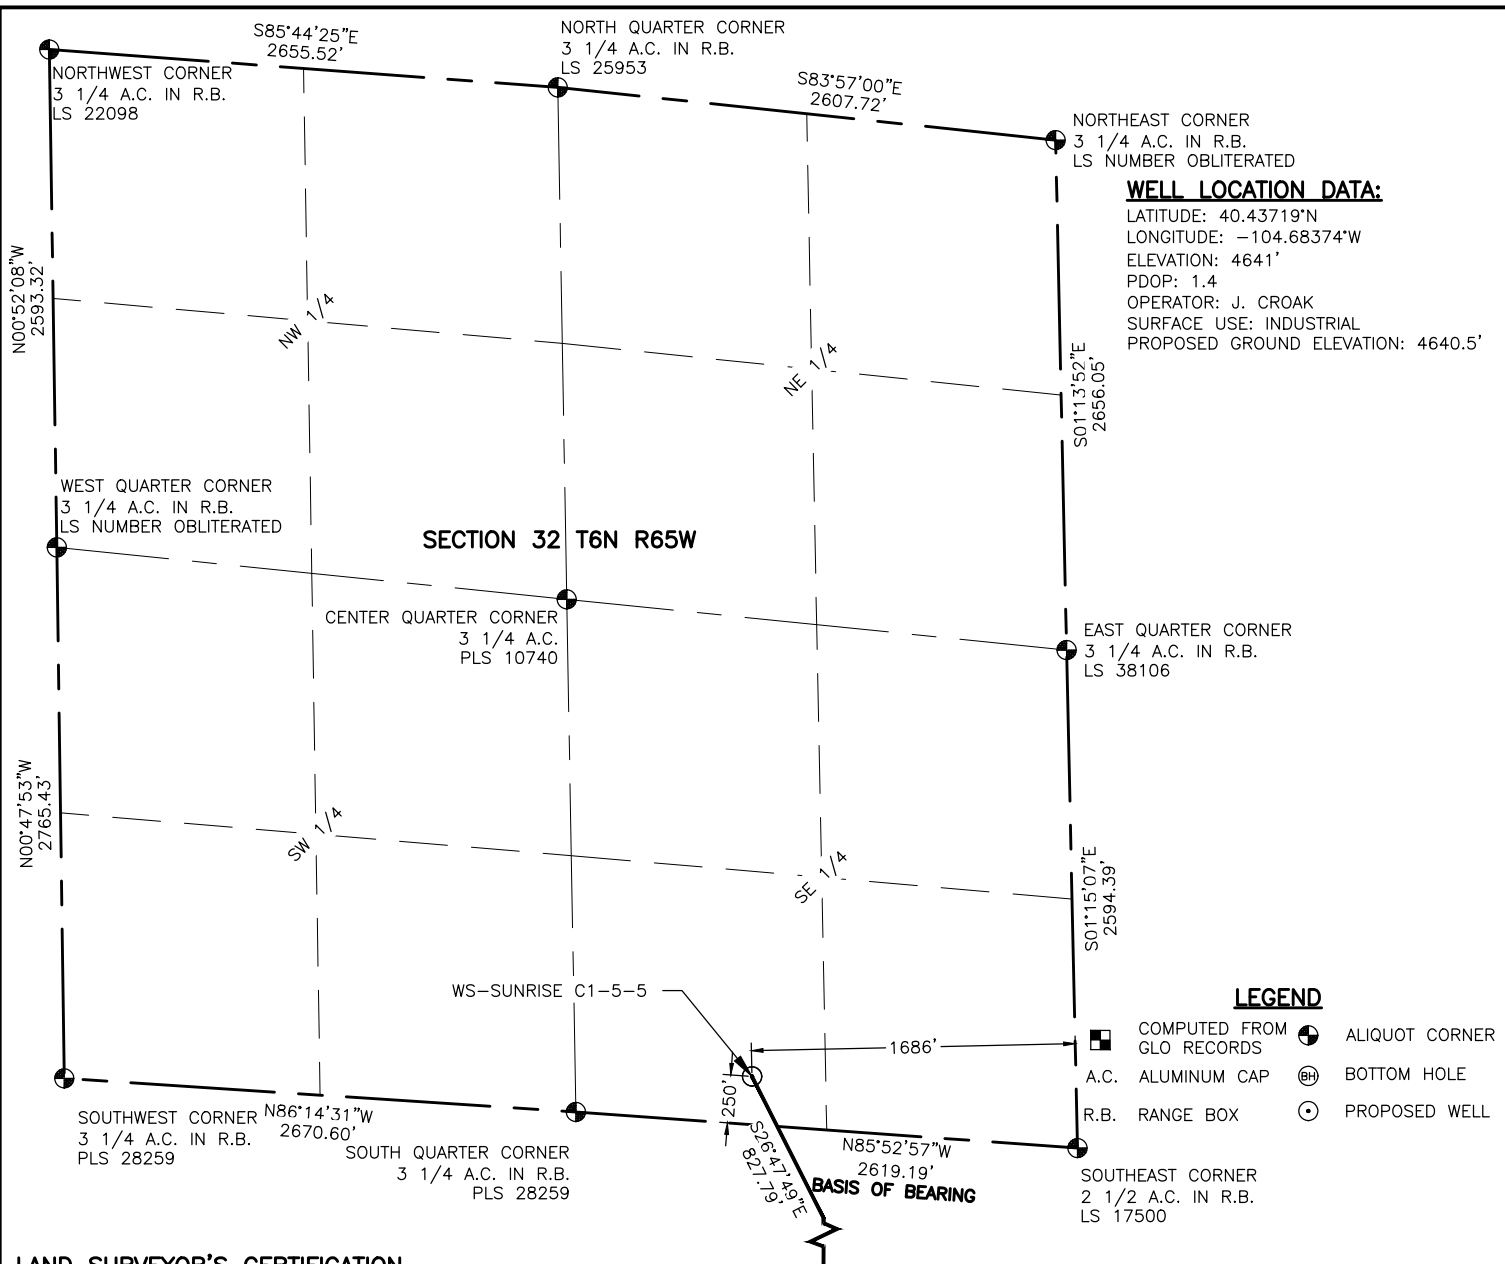 S85°44'25"E
2655.52'
NORTH QUARTER CORNER
3 1/4 A.C. IN R.B.
LS 25953
NORTHWEST CORNER
3 1/4 A.C. IN R.B.
LS 22098
S83°57'00"E
2607.72'
NORTHEAST CORNER
3 1/4 A.C. IN R.B.
LS NUMBER OBLITERATED
WELL LOCATION DATA:
LATITUDE: 40.43719°N
LONGITUDE: -104.68374°W
ELEVATION: 4641'
PDOP: 1.4
OPERATOR: J. CROAK
SURFACE USE: INDUSTRIAL
PROPOSED GROUND ELEVATION: 4640.5'
N00°52'08"W
2593.32'
NW 1/4
NE 1/4
S01°13'52"E
2656.05'
WEST QUARTER CORNER
3 1/4 A.C. IN R.B.
LS NUMBER OBLITERATED
SECTION 32 T6N R65W
CENTER QUARTER CORNER
3 1/4 A.C.
PLS 10740
EAST QUARTER CORNER
3 1/4 A.C. IN R.B.
LS 38106
N00°47'53"W
2765.43'
SW 1/4
SE 1/4
S01°15'07"E
2594.39'
WS-SUNRISE C1-5-5
1686'
250'
LEGEND
COMPUTED FROM
GLO RECORDS
ALIQUOT CORNER
A.C. ALUMINUM CAP
BH BOTTOM HOLE
R.B. RANGE BOX
PROPOSED WELL
SOUTHWEST CORNER
3 1/4 A.C. IN R.B.
PLS 28259
N86°14'31"W
2670.60'
SOUTH QUARTER CORNER
3 1/4 A.C. IN R.B.
PLS 28259
S26°47'49"E
827.79'
N85°52'57"W
2619.19'
BASIS OF BEARING
SOUTHEAST CORNER
2 1/2 A.C. IN R.B.
LS 17500
LAND SURVEYOR'S CERTIFICATION